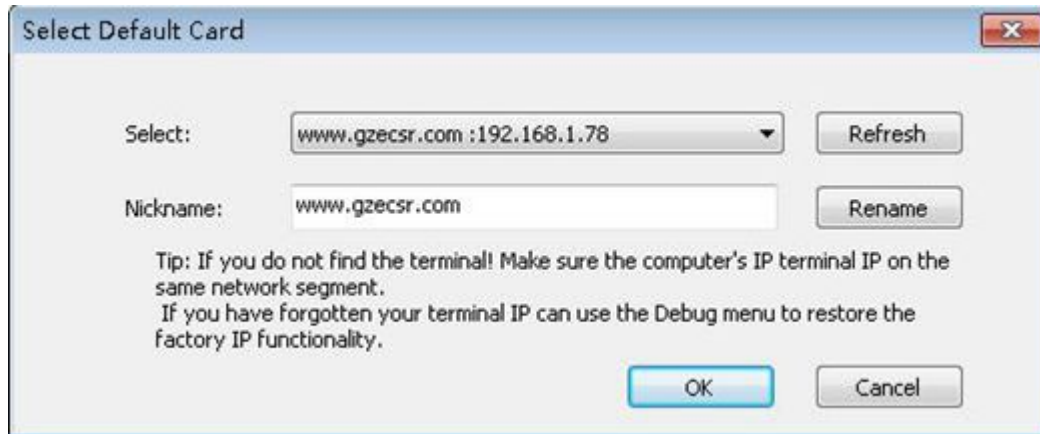 Select Default Card
Select:
www.gzecsr.com :192.168.1.78
Refresh
Nickname:
www.gzecsr.com
Rename
Tip: If you do not find the terminal! Make sure the computer's IP terminal IP on the
same network segment.
If you have forgotten your terminal IP can use the Debug menu to restore the
factory IP functionality.
OK
Cancel